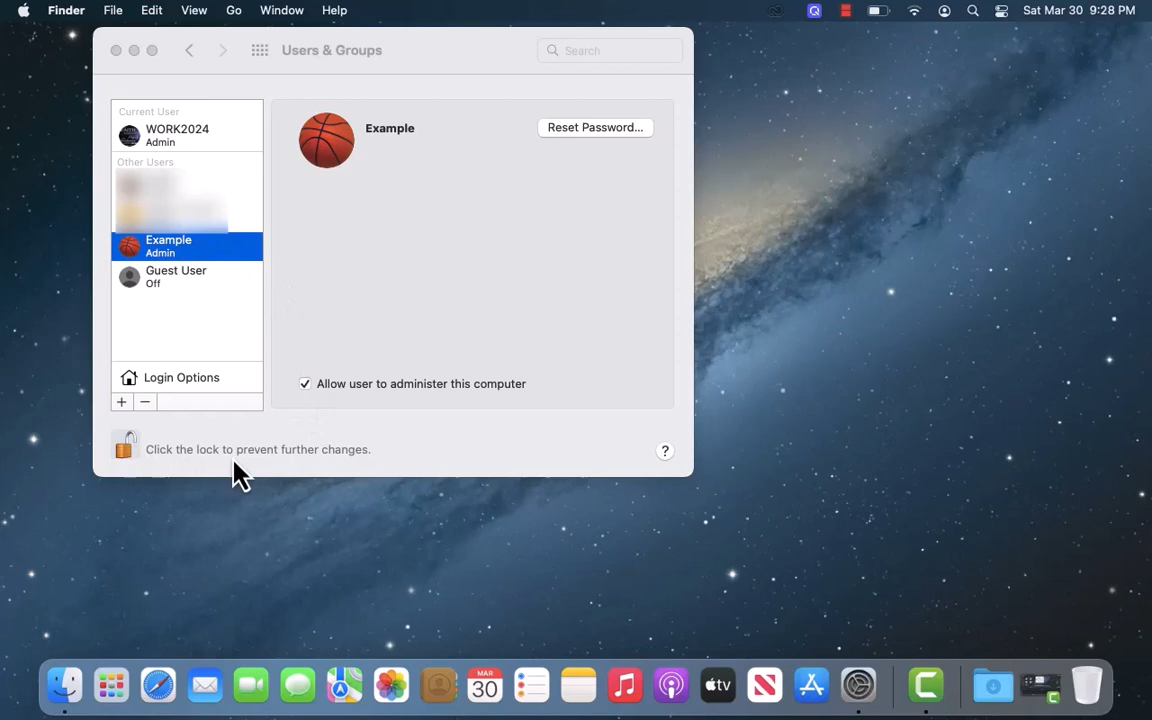 Finder File Edit View Go Window Help Sat Mar 30 9:28 PM
Users & Groups
Search
Current User
WORK2024
Admin
Other Users
Example
Admin
Guest User
Off
Login Options
Example
Reset Password...
Allow user to administer this computer
Click the lock to prevent further changes.
?
MAR
30
tv